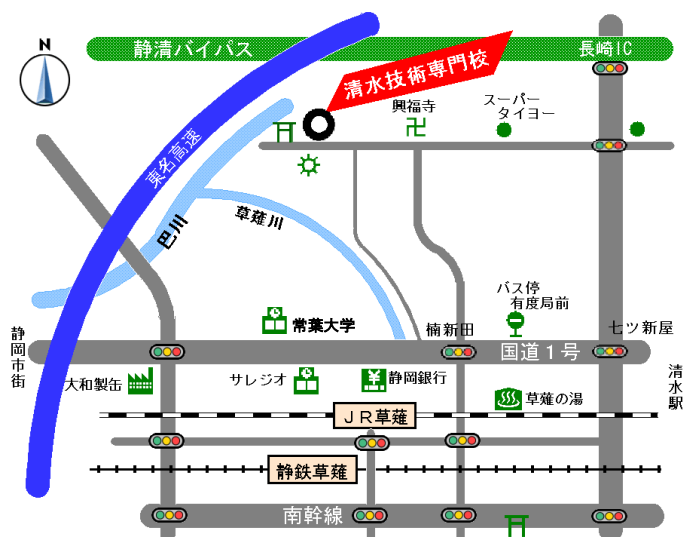 N
静清バイパス
長崎IC
清水技術専門校
興福寺
スーパー
タイヨー
東名高速
巴川
草薙川
バス停
有度局前
常葉大学
楠新田
七ツ新屋
国道1号
静岡市街
清水駅
大和製缶
サレジオ
¥
静岡銀行
草薙の湯
JR草薙
静鉄草薙
南幹線